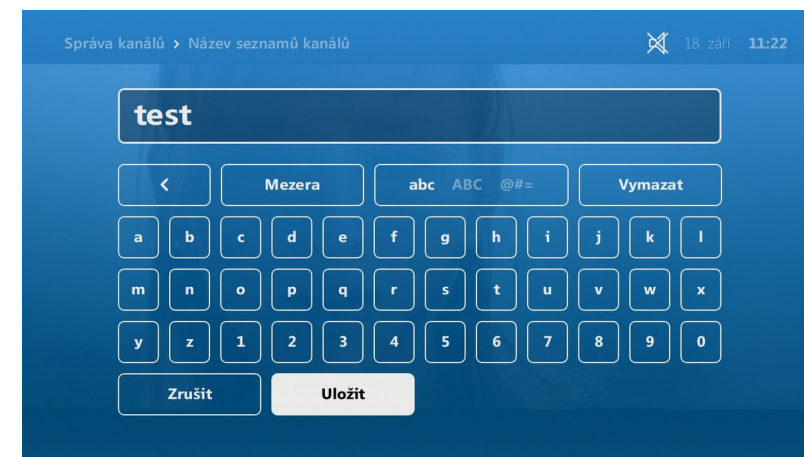 Správa kanálů > Název seznamů kanálů 18. září 11:22
test
< Mezera abc ABC @#= Vymazat
a b c d e f g h i j k l
m n o p q r s t u v w x
y z 1 2 3 4 5 6 7 8 9 0
Zrušit Uložit